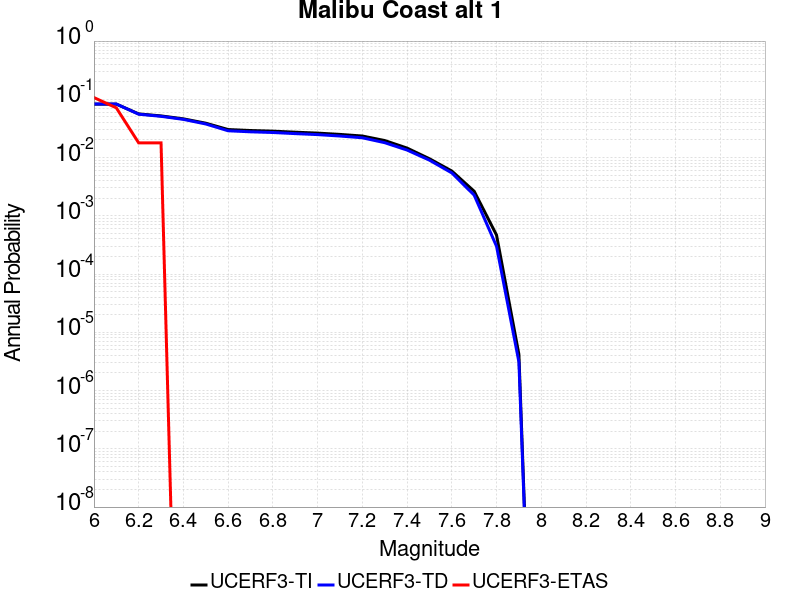 Malibu Coast alt 1
10^0
10^-1
10^-2
10^-3
10^-4
10^-5
10^-6
10^-7
10^-8
Annual Probability
6 6.2 6.4 6.6 6.8 7 7.2 7.4 7.6 7.8 8 8.2 8.4 8.6 8.8 9
Magnitude
UCERF3-TI UCERF3-TD UCERF3-ETAS